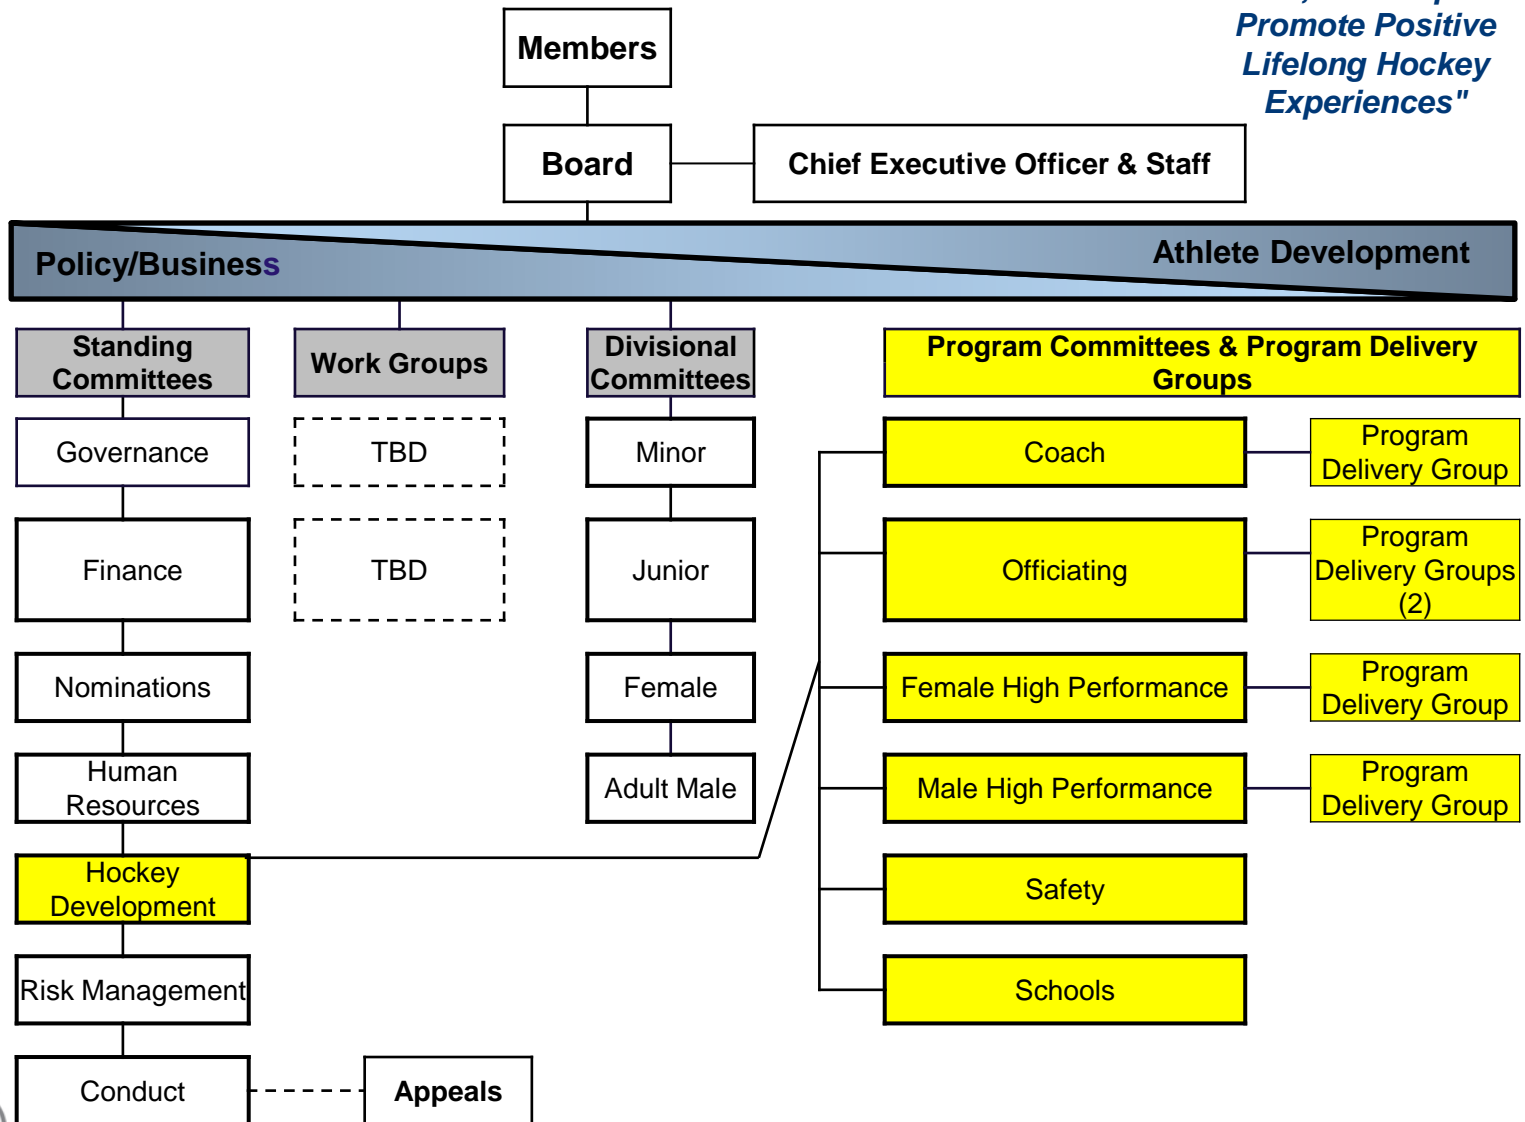 Promote Positive
Lifelong Hockey
Experiences"
Members
Board
Chief Executive Officer & Staff
Policy/Business
Athlete Development
Standing
Committees
Work Groups
Divisional
Committees
Program Committees & Program Delivery
Groups
Governance
TBD
Minor
Coach
Program
Delivery Group
Finance
TBD
Junior
Officiating
Program
Delivery Groups
(2)
Nominations
Female
Female High Performance
Program
Delivery Group
Human
Resources
Adult Male
Male High Performance
Program
Delivery Group
Hockey
Development
Safety
Risk Management
Schools
Conduct
Appeals